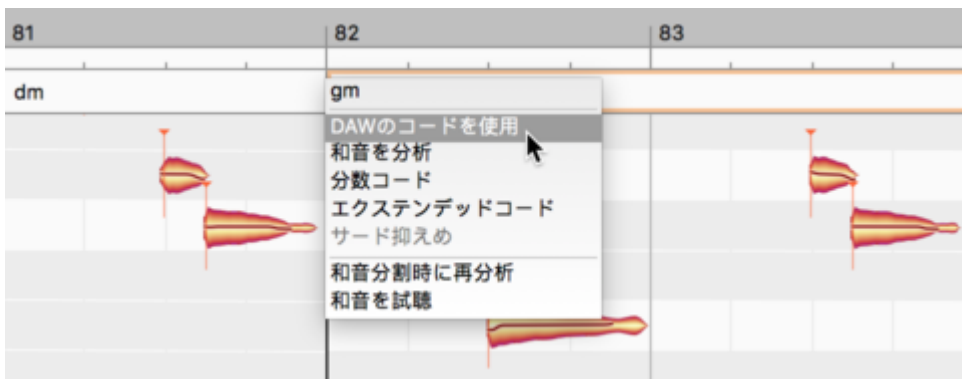 81 82 83
dm gm
DAWのコードを使用
和音を分析
分数コード
エクステンデッドコード
サード抑えめ
和音分割時に再分析
和音を試聴